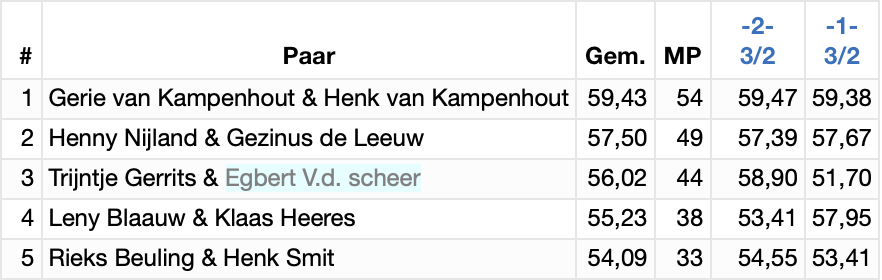 # Paar Gem. MP -2- 3/2 -1- 3/2
1 Gerie van Kampenhout & Henk van Kampenhout 59,43 54 59,47 59,38
2 Henny Nijland & Gezinus de Leeuw 57,50 49 57,39 57,67
3 Trijntje Gerrits & Egbert V.d. scheer 56,02 44 58,90 51,70
4 Leny Blaauw & Klaas Heeres 55,23 38 53,41 57,95
5 Rieks Beuling & Henk Smit 54,09 33 54,55 53,41